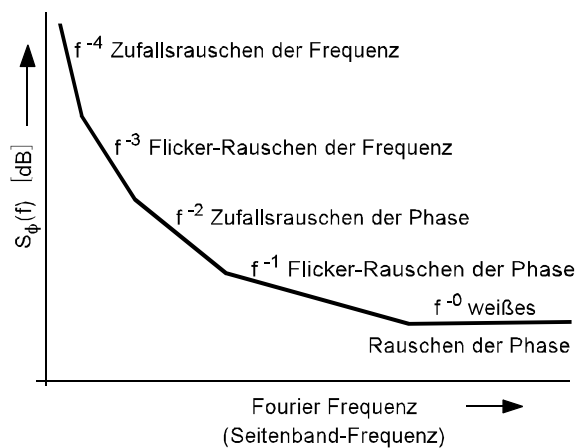 f⁻⁴ Zufallsrauschen der Frequenz
f⁻³ Flicker-Rauschen der Frequenz
f⁻² Zufallsrauschen der Phase
f⁻¹ Flicker-Rauschen der Phase
f⁻⁰ weißes
Rauschen der Phase
S_ϕ(f) [dB]
Fourier Frequenz
(Seitenband-Frequenz)